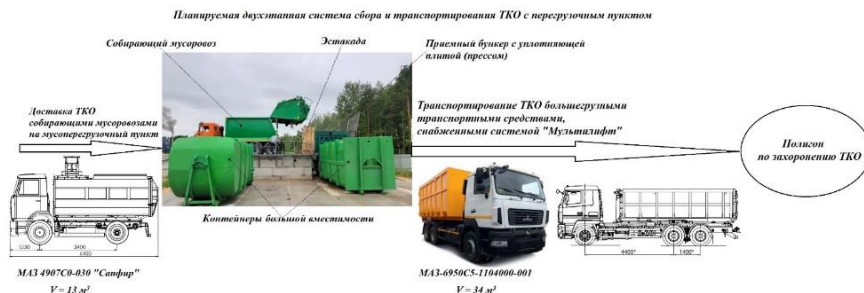 Планируемая двухэтапная система сбора и транспортирования ТКО с перегрузочным пунктом
Собирающий мусоровоз
Эстакада
Приемный бункер с уплотняющей
плитой (прессом)
Доставка ТКО
собирающими мусоровозами
на мусороперегрузочный пункт
Транспортирование ТКО большегрузными
транспортными средствами,
снабженными системой "Мультилифт"
Полигон
по захоронению ТКО
Контейнеры большой вместимости
1230
3400
6450
4400*
1400*
МАЗ 4907С0-030 "Сапфир"
V = 13 м³
МАЗ-6950С5-1104000-001
V = 34 м³